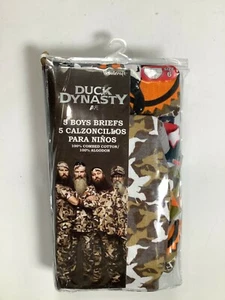 DUCK
DYNASTY
5 BOYS BRIEFS
5 CALZONCILLOS
PARA NIÑOS
100% COMBED COTTON/
100% ALGODON